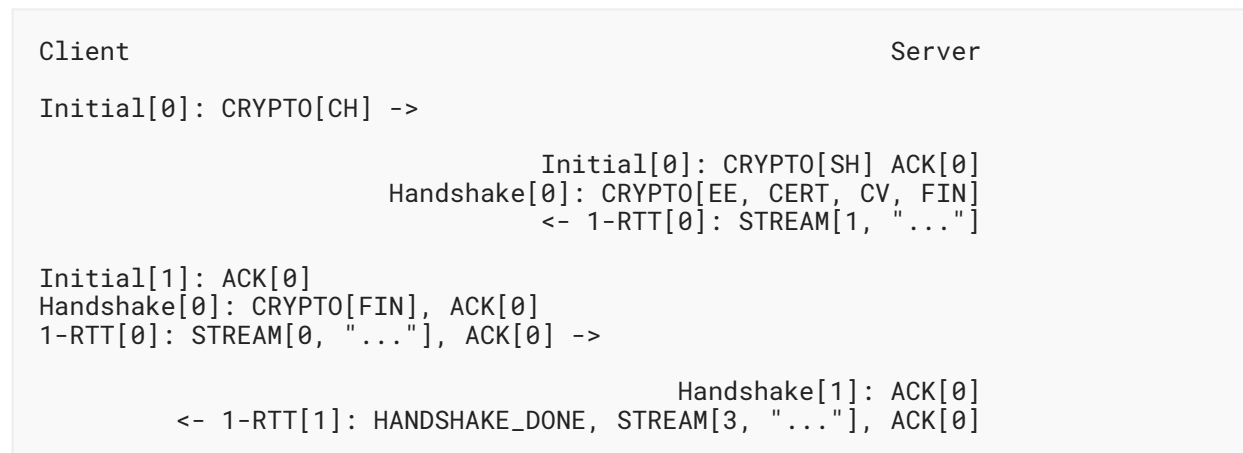 Client Server
Initial[0]: CRYPTO[CH] ->
Initial[0]: CRYPTO[SH] ACK[0]
Handshake[0]: CRYPTO[EE, CERT, CV, FIN]
<- 1-RTT[0]: STREAM[1, "..."]
Initial[1]: ACK[0]
Handshake[0]: CRYPTO[FIN], ACK[0]
1-RTT[0]: STREAM[0, "..."], ACK[0] ->
Handshake[1]: ACK[0]
<- 1-RTT[1]: HANDSHAKE_DONE, STREAM[3, "..."], ACK[0]